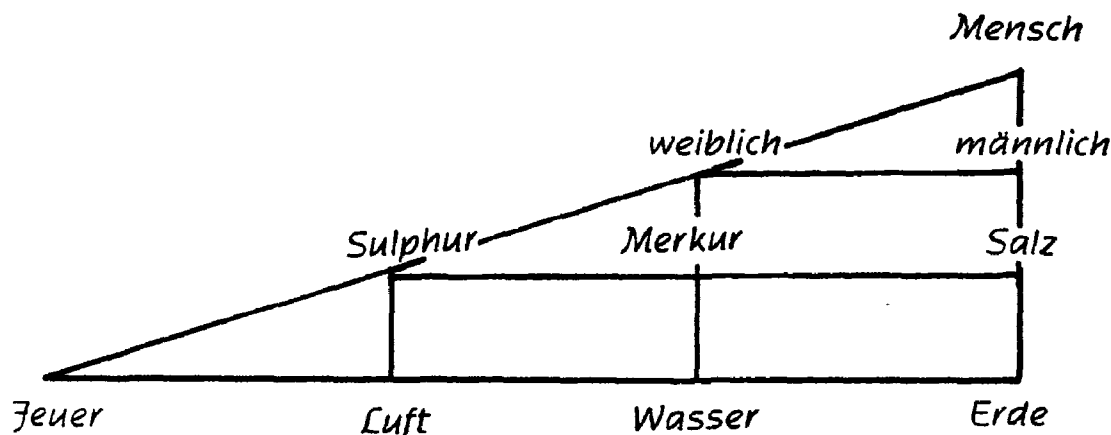 Mensch
weiblich männlich
Sulphur Merkur Salz
Feuer Luft Wasser Erde